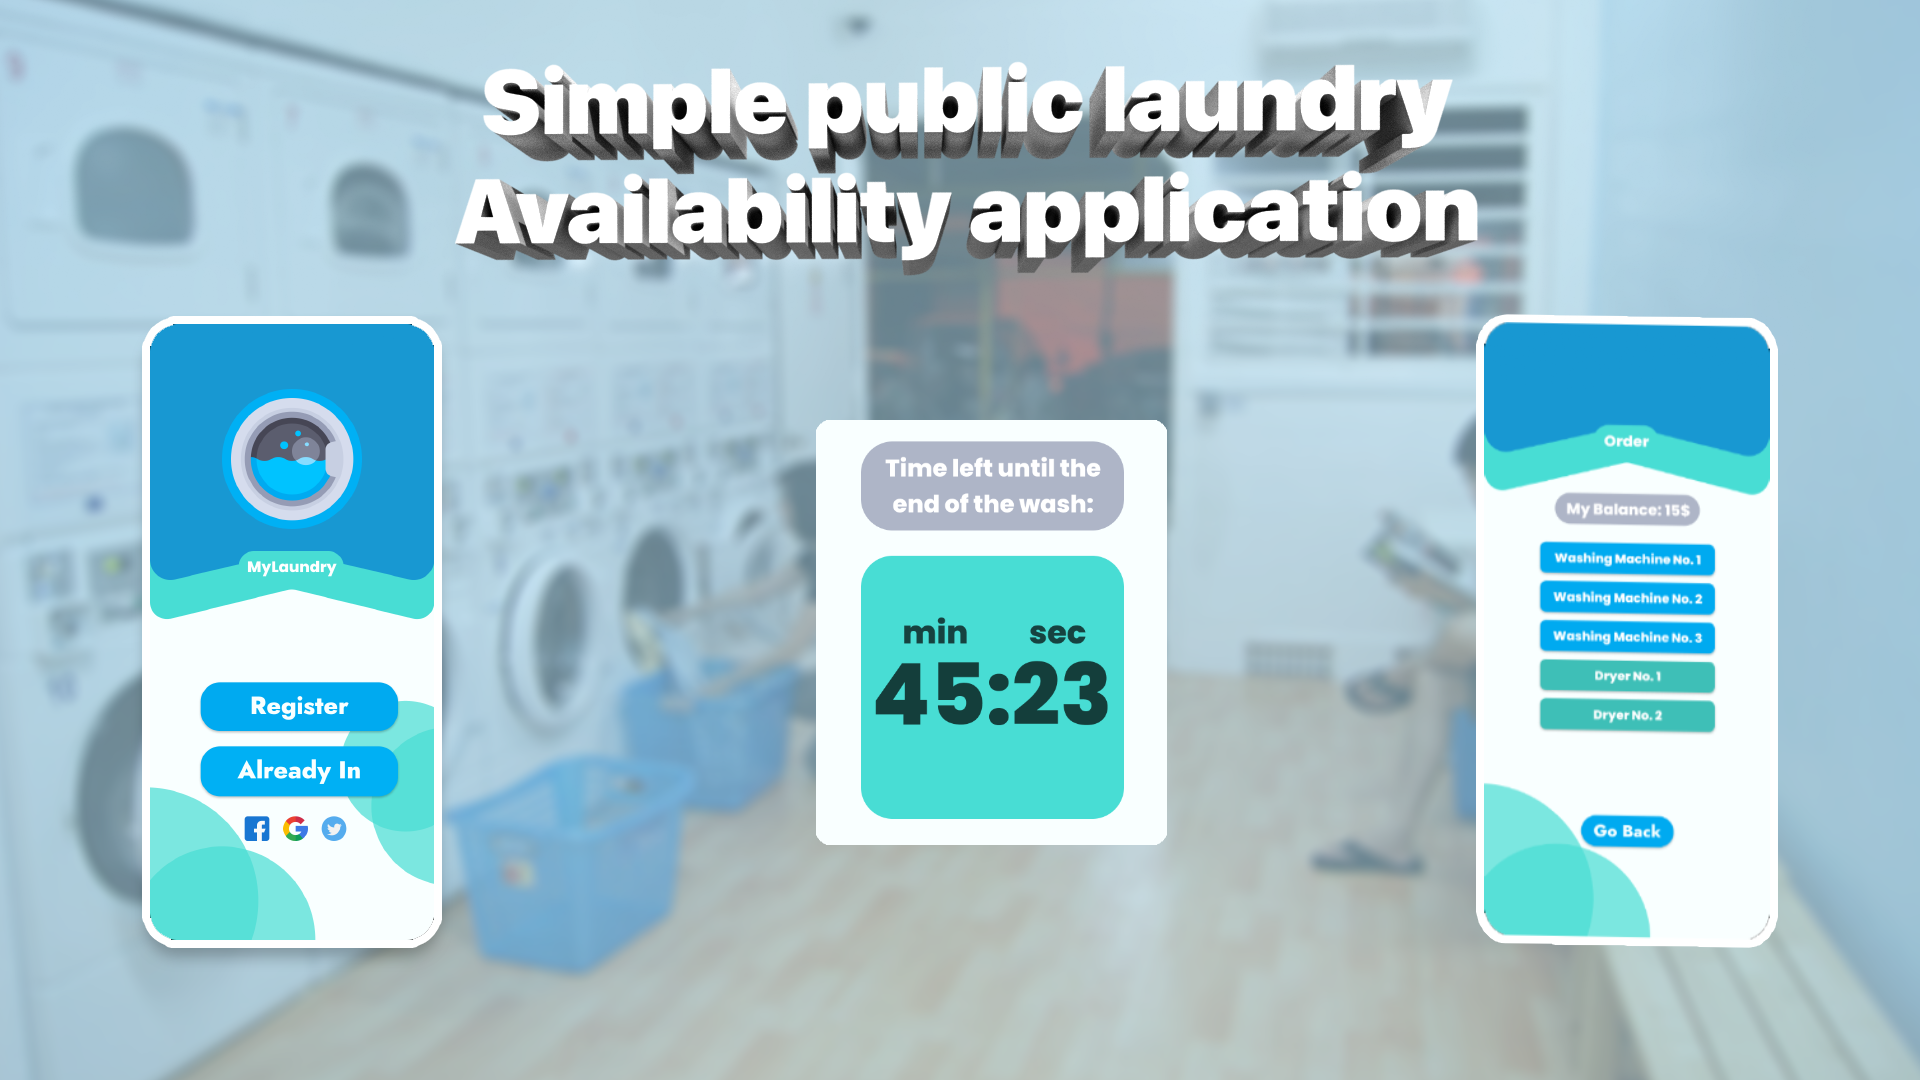 Simple public laundry
Availability application
MyLaundry
Register
Already In
Time left until the
end of the wash:
min sec
45:23
Order
My Balance: 15$
Washing Machine No. 1
Washing Machine No. 2
Washing Machine No. 3
Dryer No. 1
Dryer No. 2
Go Back